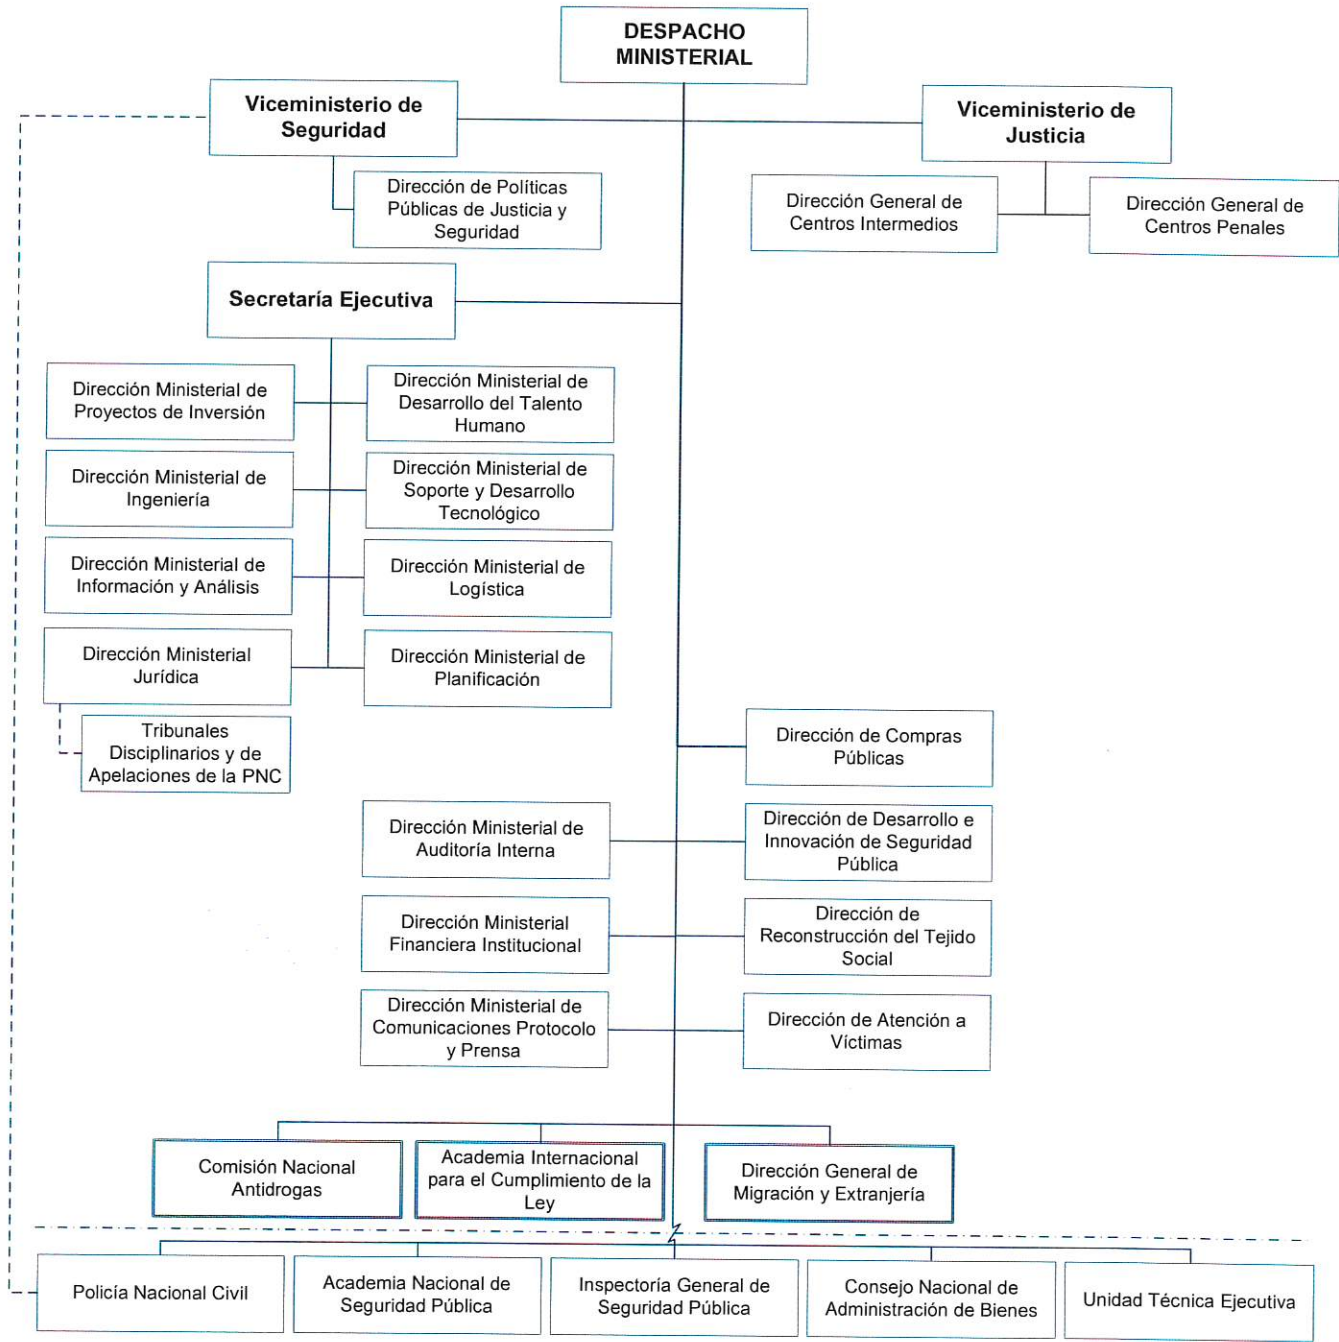 DESPACHO
MINISTERIAL
Viceministerio de
Seguridad
Viceministerio de
Justicia
Dirección de Políticas
Públicas de Justicia y
Seguridad
Dirección General de
Centros Intermedios
Dirección General de
Centros Penales
Secretaría Ejecutiva
Dirección Ministerial de
Proyectos de Inversión
Dirección Ministerial de
Desarrollo del Talento
Humano
Dirección Ministerial de
Ingeniería
Dirección Ministerial de
Soporte y Desarrollo
Tecnológico
Dirección Ministerial de
Información y Análisis
Dirección Ministerial de
Logística
Dirección Ministerial
Jurídica
Dirección Ministerial de
Planificación
Tribunales
Disciplinarios y de
Apelaciones de la PNC
Dirección de Compras
Públicas
Dirección Ministerial de
Auditoría Interna
Dirección de Desarrollo e
Innovación de Seguridad
Pública
Dirección Ministerial
Financiera Institucional
Dirección de
Reconstrucción del Tejido
Social
Dirección Ministerial de
Comunicaciones Protocolo
y Prensa
Dirección de Atención a
Víctimas
Comisión Nacional
Antidrogas
Academia Internacional
para el Cumplimiento de la
Ley
Dirección General de
Migración y Extranjería
Policía Nacional Civil
Academia Nacional de
Seguridad Pública
Inspectoría General de
Seguridad Pública
Consejo Nacional de
Administración de Bienes
Unidad Técnica Ejecutiva